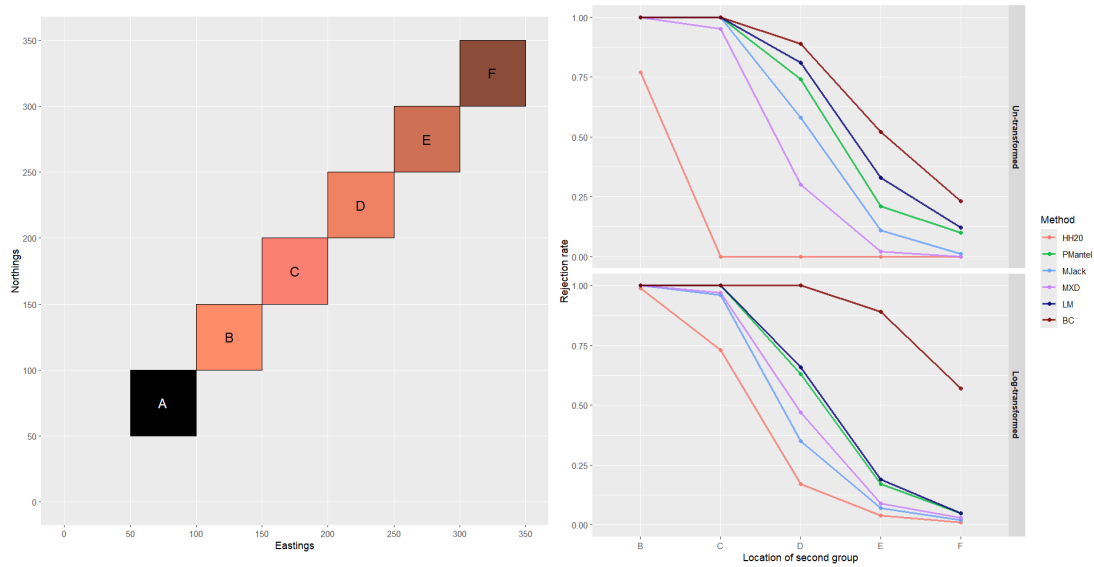 350
300
250
200
150
100
50
0
Northings
A
B
C
D
E
F
0
50
100
150
200
250
300
350
Eastings
Rejection rate
1.00
0.75
0.50
0.25
0.00
Un-transformed
1.00
0.75
0.50
0.25
0.00
Log-transformed
B
C
D
E
F
Location of second group
Method
HH20
PMantel
MJack
MXD
LM
BC